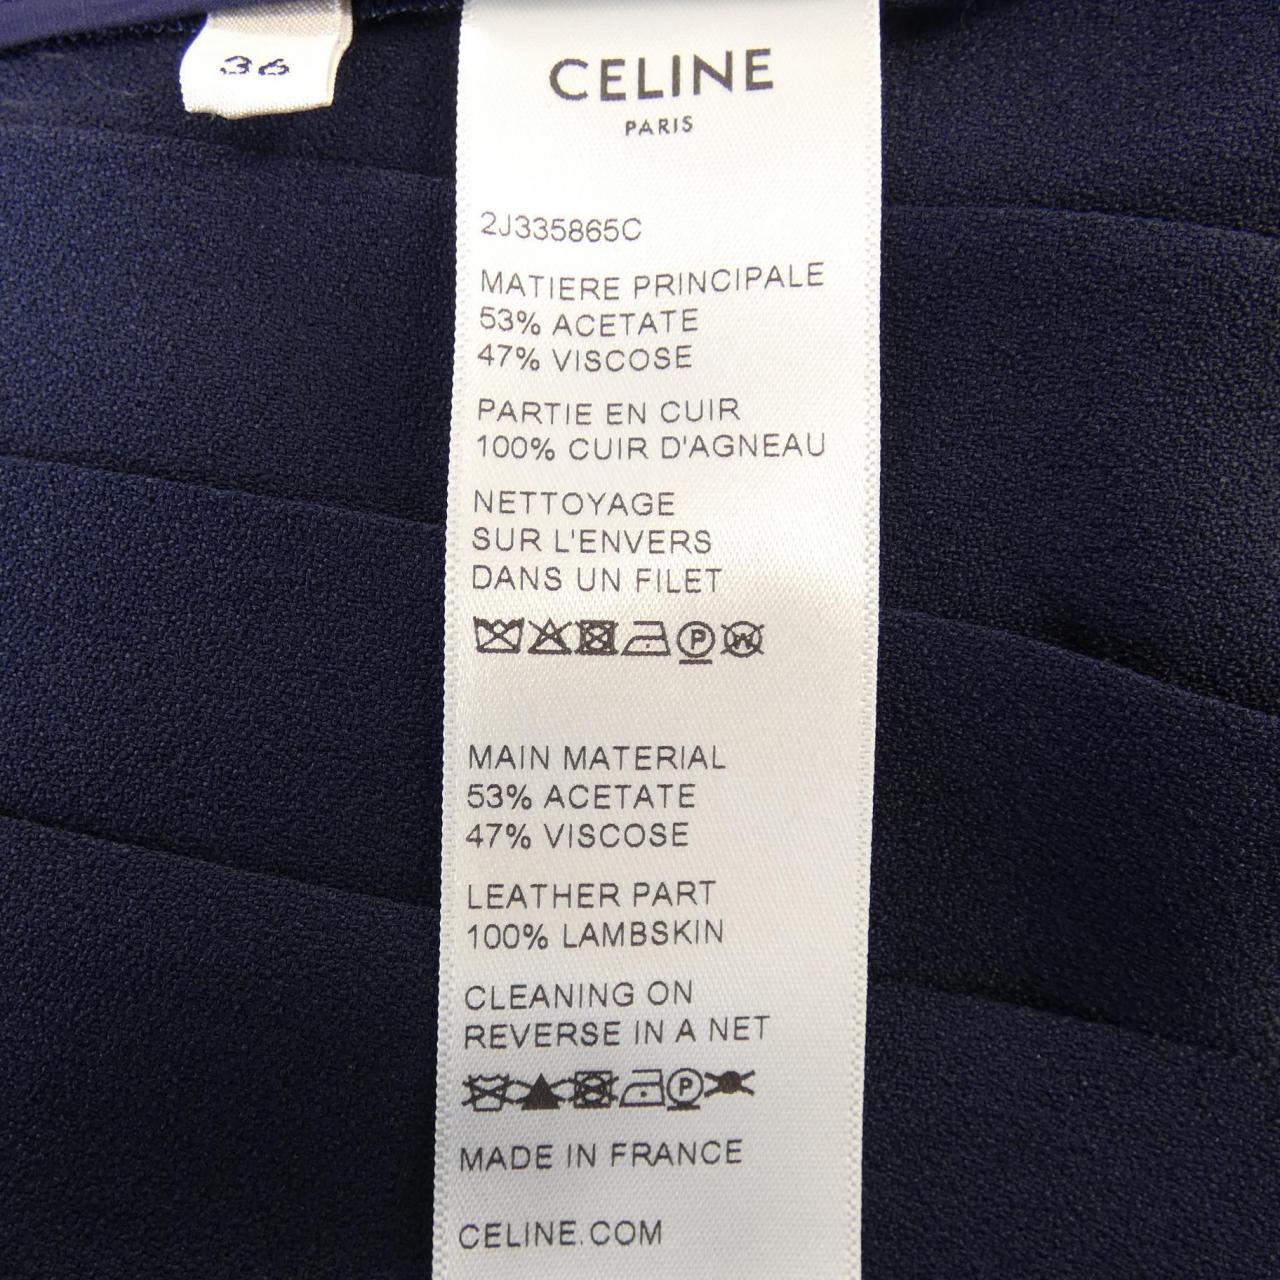 36
CELINE
PARIS
2J335865C
MATIERE PRINCIPALE
53% ACETATE
47% VISCOSE
PARTIE EN CUIR
100% CUIR D'AGNEAU
NETTOYAGE
SUR L'ENVERS
DANS UN FILET
P W
MAIN MATERIAL
53% ACETATE
47% VISCOSE
LEATHER PART
100% LAMBSKIN
CLEANING ON
REVERSE IN A NET
P
MADE IN FRANCE
CELINE.COM